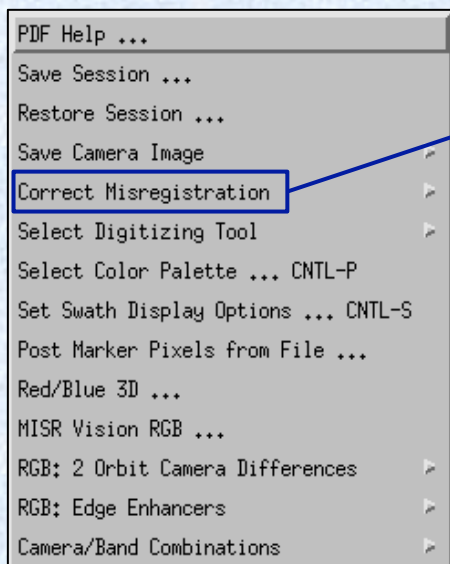 PDF Help ...
Save Session ...
Restore Session ...
Save Camera Image
Correct Misregistration
Select Digitizing Tool
Select Color Palette ... CNTL-P
Set Swath Display Options ... CNTL-S
Post Marker Pixels from File ...
Red/Blue 3D ...
MISR Vision RGB ...
RGB: 2 Orbit Camera Differences
RGB: Edge Enhancers
Camera/Band Combinations